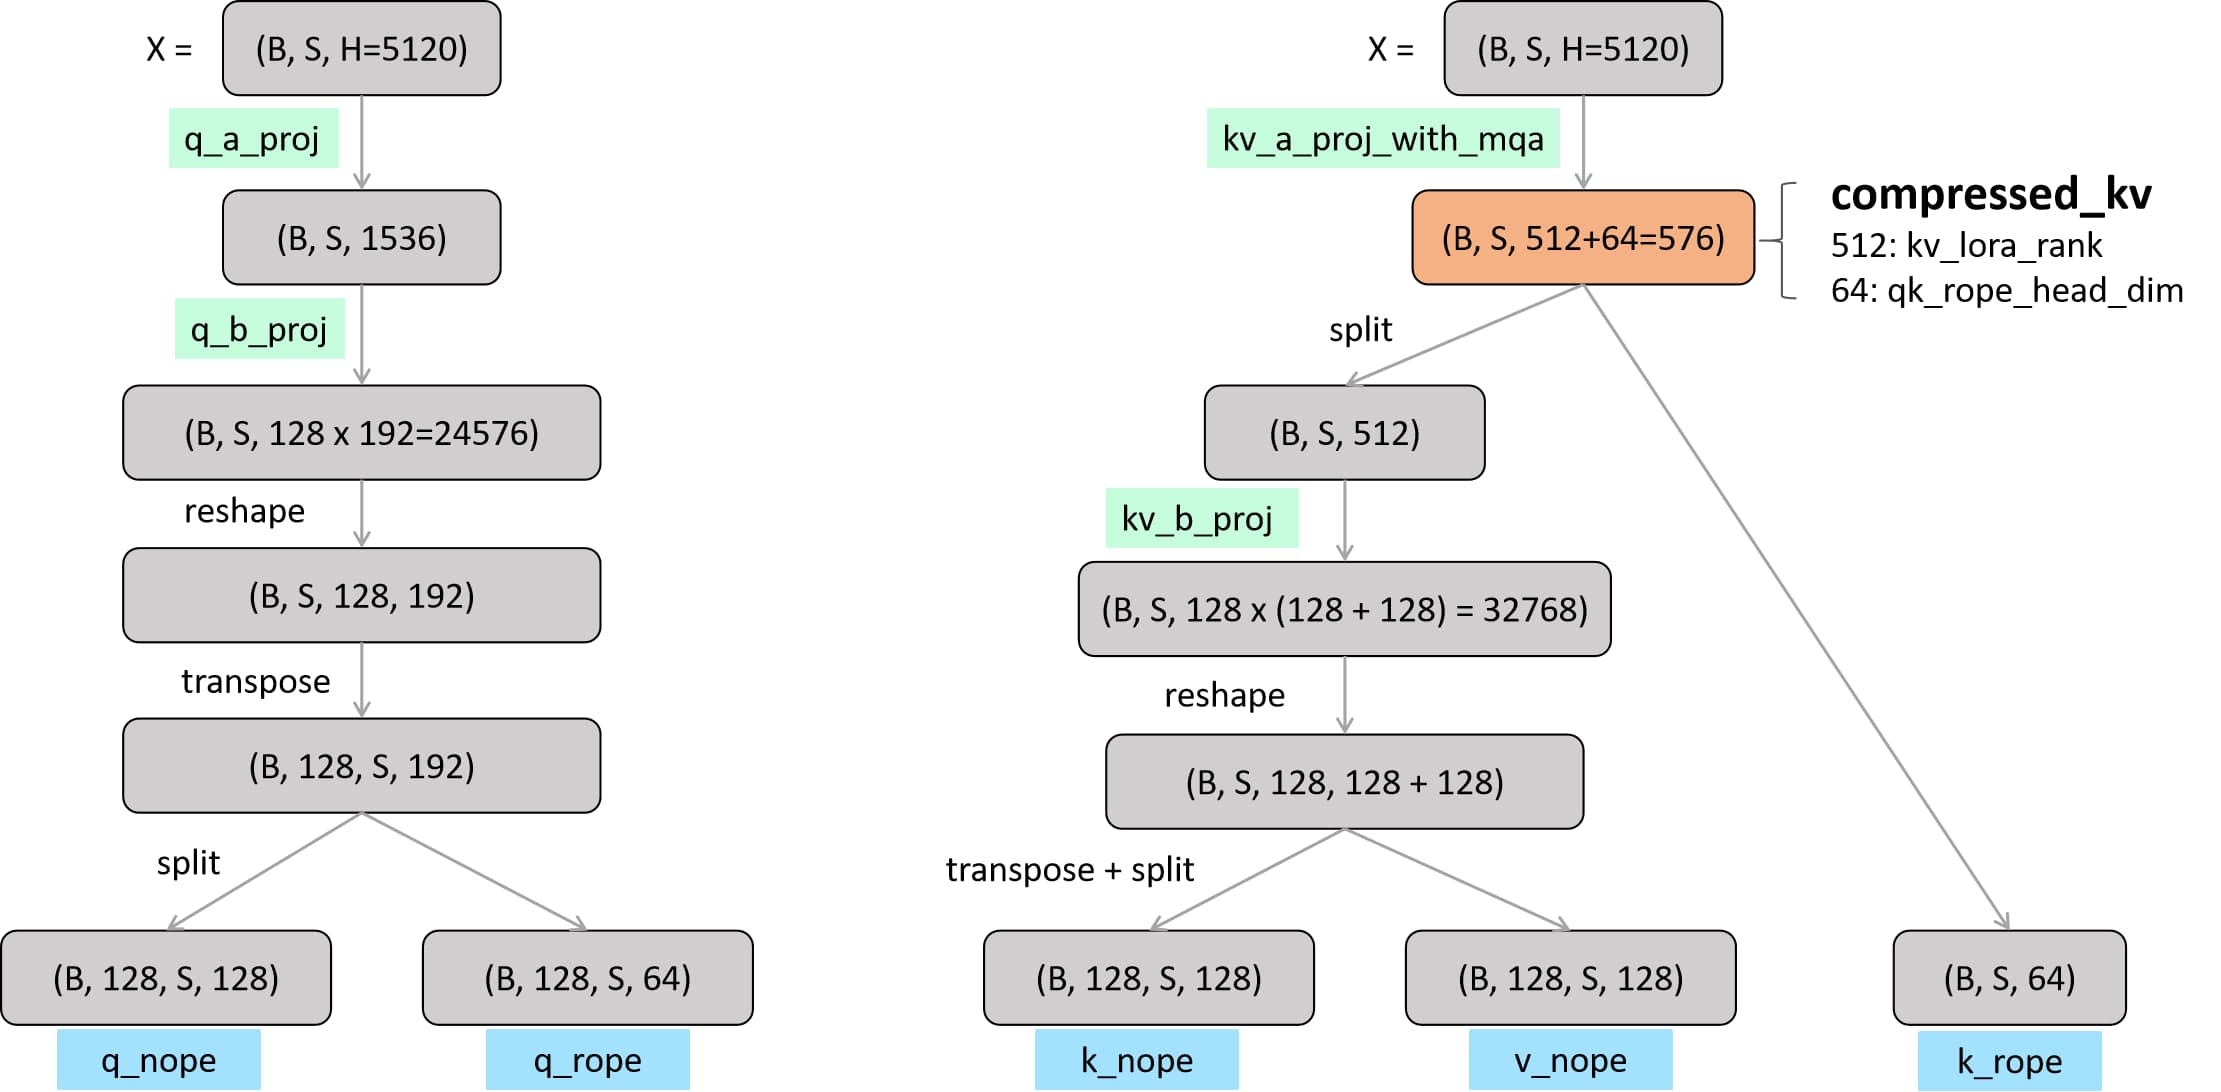 X =
(B, S, H=5120)
q_a_proj
(B, S, 1536)
q_b_proj
(B, S, 128 x 192=24576)
reshape
(B, S, 128, 192)
transpose
(B, 128, S, 192)
split
(B, 128, S, 128)
(B, 128, S, 64)
q_nope
q_rope
X =
(B, S, H=5120)
kv_a_proj_with_mqa
(B, S, 512+64=576)
compressed_kv
512: kv_lora_rank
64: qk_rope_head_dim
split
(B, S, 512)
kv_b_proj
(B, S, 128 x (128 + 128) = 32768)
reshape
(B, S, 128, 128 + 128)
transpose + split
(B, 128, S, 128)
(B, 128, S, 128)
(B, S, 64)
k_nope
v_nope
k_rope